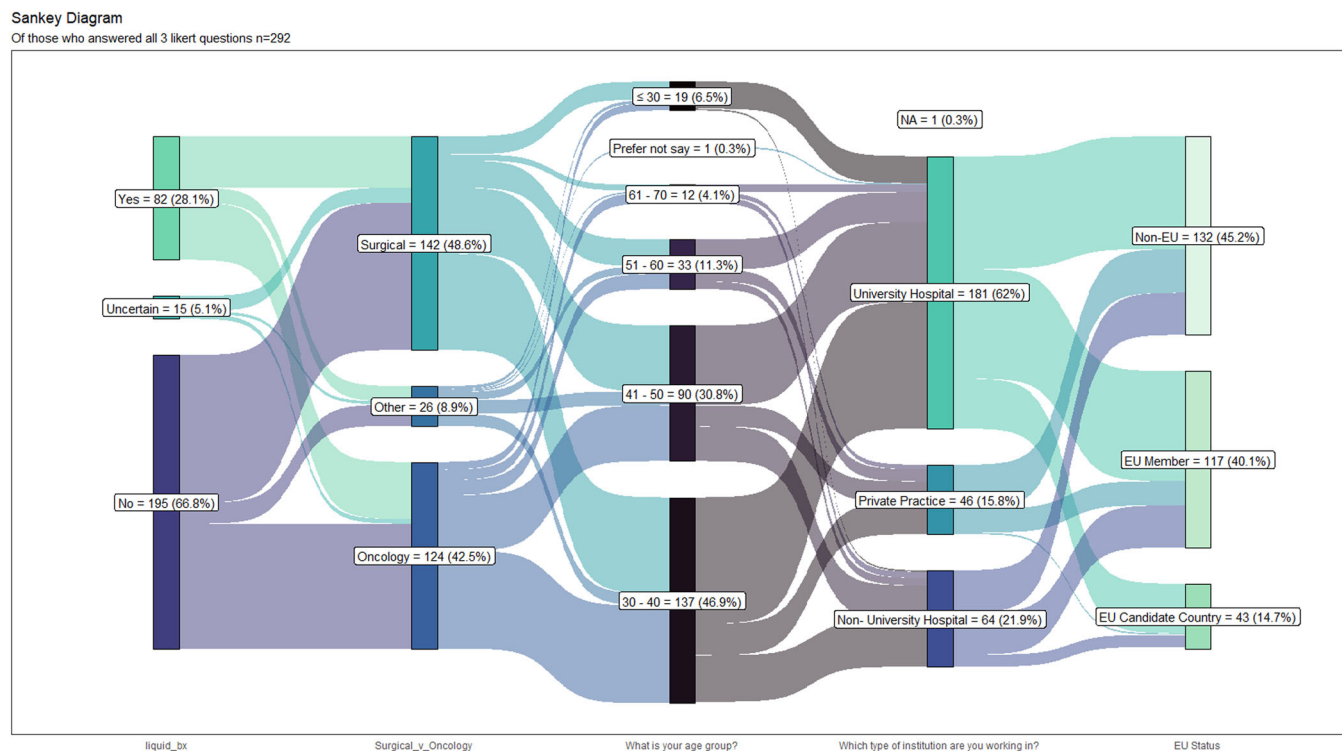 Sankey Diagram
Of those who answered all 3 likert questions n=292
Yes = 82 (28.1%)
Uncertain = 15 (5.1%)
No = 195 (66.8%)
Surgical = 142 (48.6%)
Other = 26 (8.9%)
Oncology = 124 (42.5%)
≤ 30 = 19 (6.5%)
Prefer not say = 1 (0.3%)
61 - 70 = 12 (4.1%)
51 - 60 = 33 (11.3%)
41 - 50 = 90 (30.8%)
30 - 40 = 137 (46.9%)
NA = 1 (0.3%)
University Hospital = 181 (62%)
Private Practice = 46 (15.8%)
Non- University Hospital = 64 (21.9%)
Non-EU = 132 (45.2%)
EU Member = 117 (40.1%)
EU Candidate Country = 43 (14.7%)
liquid_bx
Surgical_v_Oncology
What is your age group?
Which type of institution are you working in?
EU Status